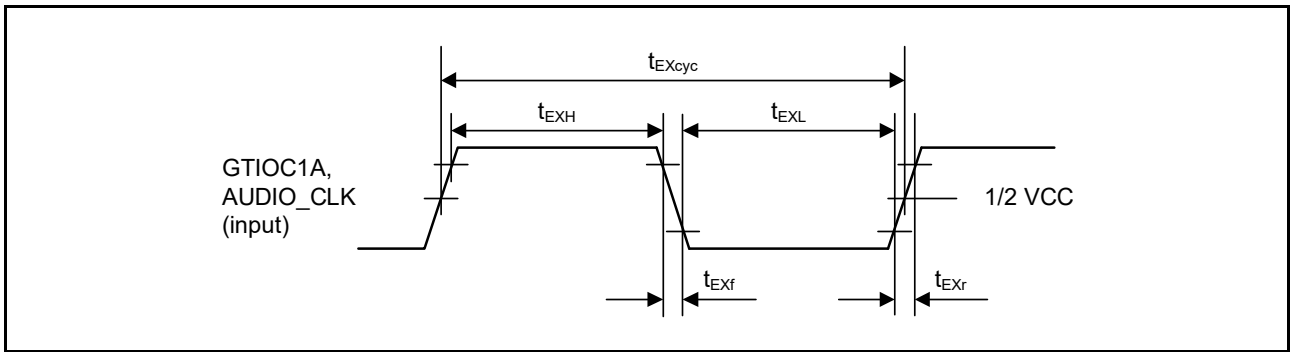 tEXcyc
tEXH
tEXL
GTIOC1A,
AUDIO_CLK
(input)
1/2 VCC
tEXf
tEXr